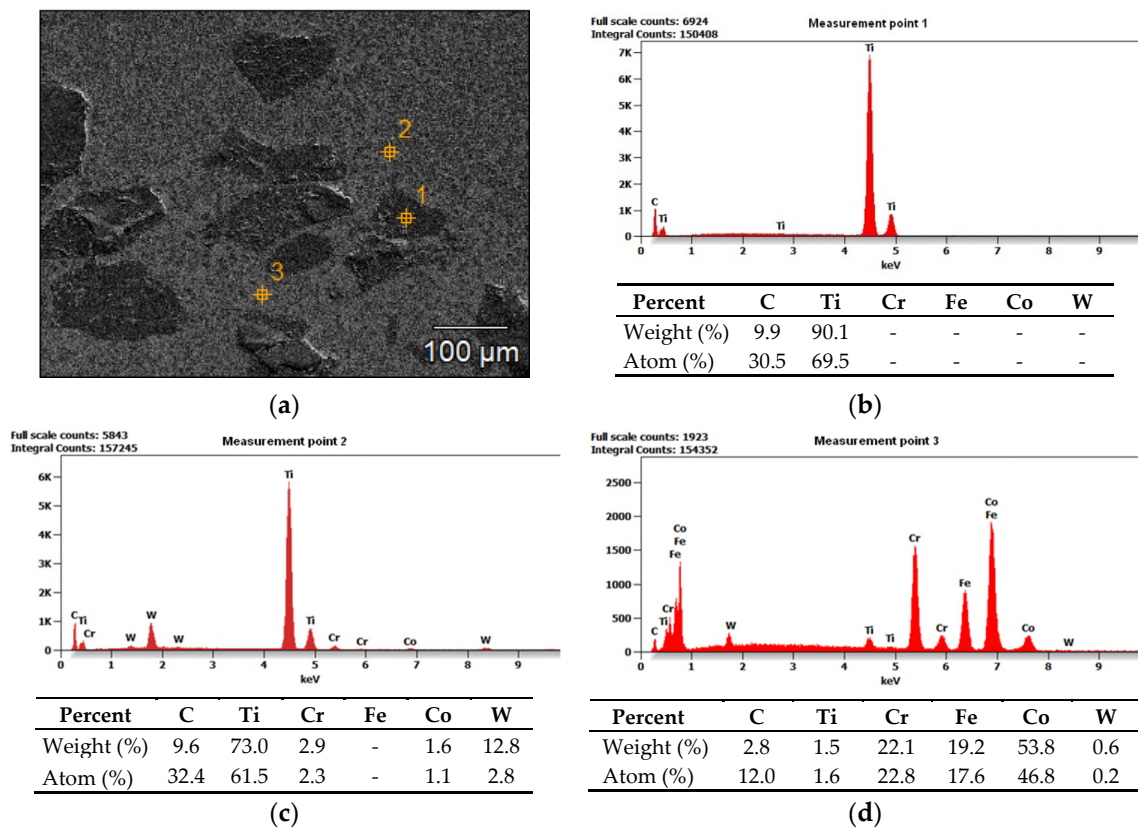 2
1
3
100 μm
(a)
Full scale counts: 6924
Integral Counts: 150408
Measurement point 1
7K
6K
5K
4K
3K
2K
1K
0
C
Ti
Ti
Ti
Ti
0 1 2 3 4 5 6 7 8 9
keV
Percent C Ti Cr Fe Co W
Weight (%) 9.9 90.1 - - - -
Atom (%) 30.5 69.5 - - - -
(b)
Full scale counts: 5843
Integral Counts: 157245
Measurement point 2
6K
5K
4K
3K
2K
1K
0
C
Ti
Cr
W
W
W
Ti
Ti
Cr
Cr
Co
W
0 1 2 3 4 5 6 7 8 9
keV
Percent C Ti Cr Fe Co W
Weight (%) 9.6 73.0 2.9 - 1.6 12.8
Atom (%) 32.4 61.5 2.3 - 1.1 2.8
(c)
Full scale counts: 1923
Integral Counts: 154352
Measurement point 3
2500
2000
1500
1000
500
0
C
Ti
Cr
Fe
Fe
Co
W
Ti
Ti
Cr
Cr
Fe
Co
Fe
Co
W
0 1 2 3 4 5 6 7 8 9
keV
Percent C Ti Cr Fe Co W
Weight (%) 2.8 1.5 22.1 19.2 53.8 0.6
Atom (%) 12.0 1.6 22.8 17.6 46.8 0.2
(d)